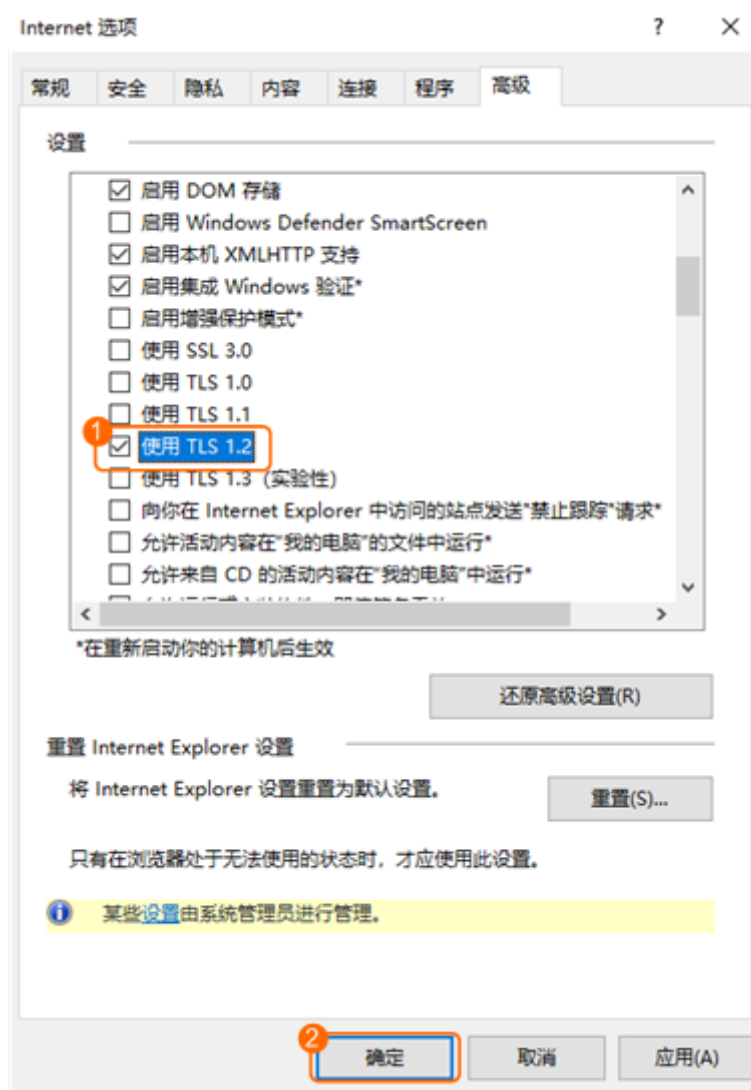 Internet 选项
?
×
常规 安全 隐私 内容 连接 程序 高级
设置
启用 DOM 存储
启用 Windows Defender SmartScreen
启用本机 XMLHTTP 支持
启用集成 Windows 验证*
启用增强保护模式*
使用 SSL 3.0
使用 TLS 1.0
使用 TLS 1.1
1
使用 TLS 1.2
使用 TLS 1.3（实验性)
向你在 Internet Explorer 中访问的站点发送"禁止跟踪"请求*
允许活动内容在"我的电脑"的文件中运行*
允许来自 CD 的活动内容在"我的电脑"中运行*
*在重新启动你的计算机后生效
还原高级设置(R)
重置 Internet Explorer 设置
将 Internet Explorer 设置重置为默认设置。
重置(S)...
只有在浏览器处于无法使用的状态时，才应使用此设置。
某些设置由系统管理员进行管理。
2
确定 取消 应用(A)